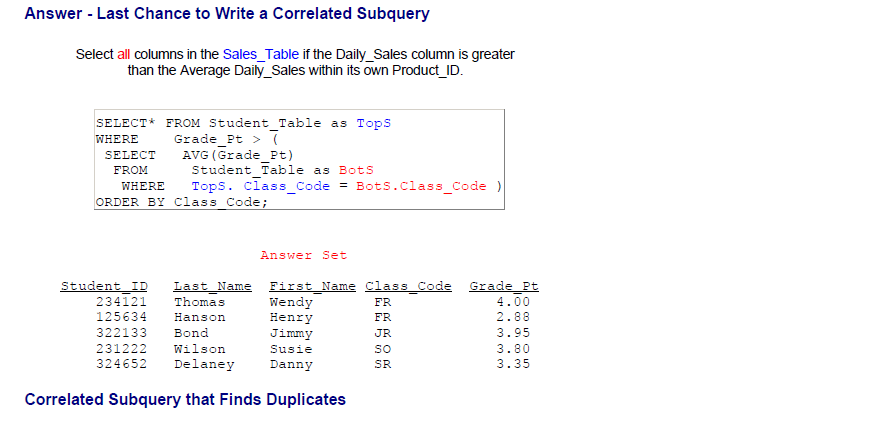 Answer - Last Chance to Write a Correlated Subquery
Select all columns in the Sales_Table if the Daily_Sales column is greater
than the Average Daily_Sales within its own Product_ID.
SELECT* FROM Student_Table as TopS
WHERE Grade_Pt > (
SELECT AVG(Grade_Pt)
FROM Student_Table as BotS
WHERE TopS. Class_Code = BotS.Class_Code )
ORDER BY Class_Code;
Answer Set
Student_ID Last_Name First_Name Class_Code Grade_Pt
234121 Thomas Wendy FR 4.00
125634 Hanson Henry FR 2.88
322133 Bond Jimmy JR 3.95
231222 Wilson Susie SO 3.80
324652 Delaney Danny SR 3.35
Correlated Subquery that Finds Duplicates